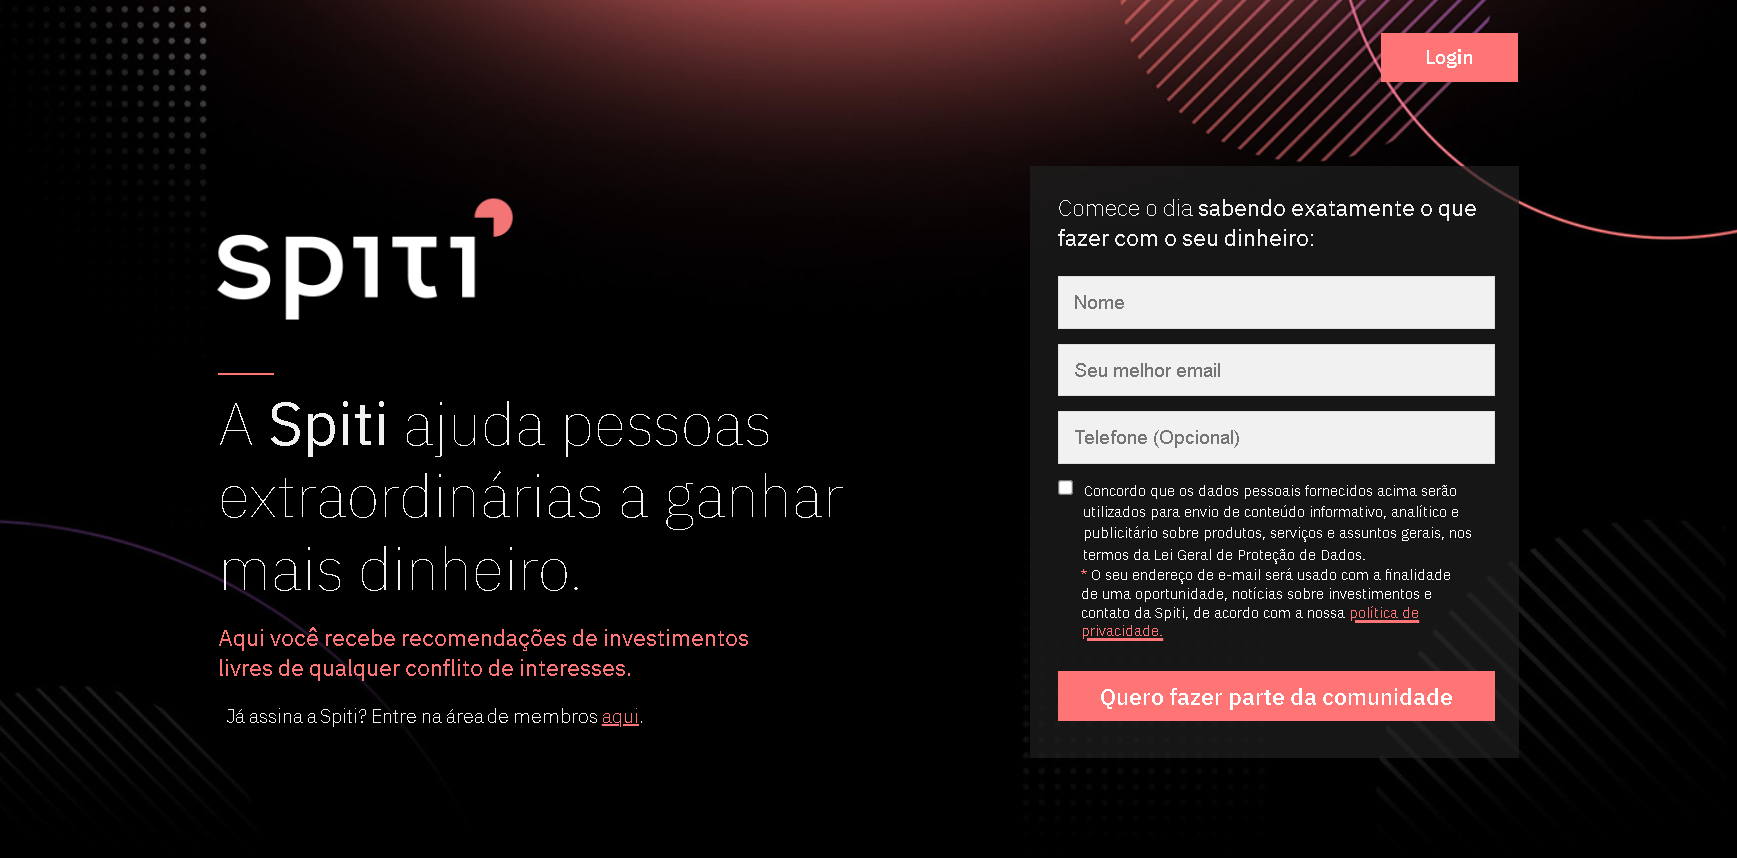 Login
spiti
A Spiti ajuda pessoas
extraordinárias a ganhar
mais dinheiro.
Aqui você recebe recomendações de investimentos
livres de qualquer conflito de interesses.
Já assina a Spiti? Entre na área de membros aqui.
Comece o dia sabendo exatamente o que
fazer com o seu dinheiro:
Nome
Seu melhor email
Telefone (Opcional)
Concordo que os dados pessoais fornecidos acima serão
utilizados para envio de conteúdo informativo, analítico e
publicitário sobre produtos, serviços e assuntos gerais, nos
termos da Lei Geral de Proteção de Dados.
* O seu endereço de e-mail será usado com a finalidade
de uma oportunidade, notícias sobre investimentos e
contato da Spiti, de acordo com a nossa política de
privacidade.
Quero fazer parte da comunidade